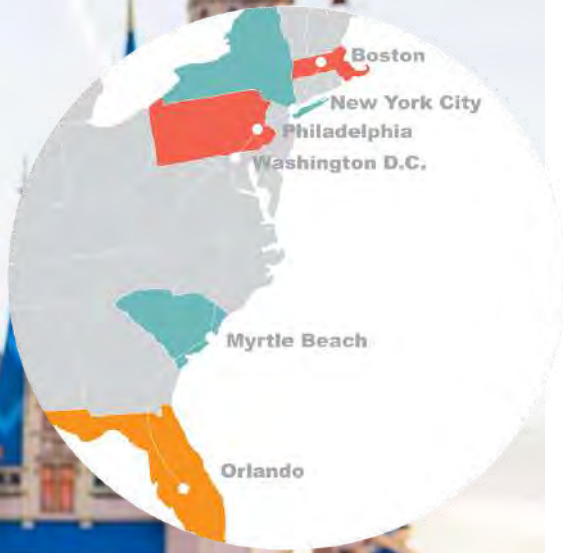 Boston
New York City
Philadelphia
Washington D.C.
Myrtle Beach
Orlando